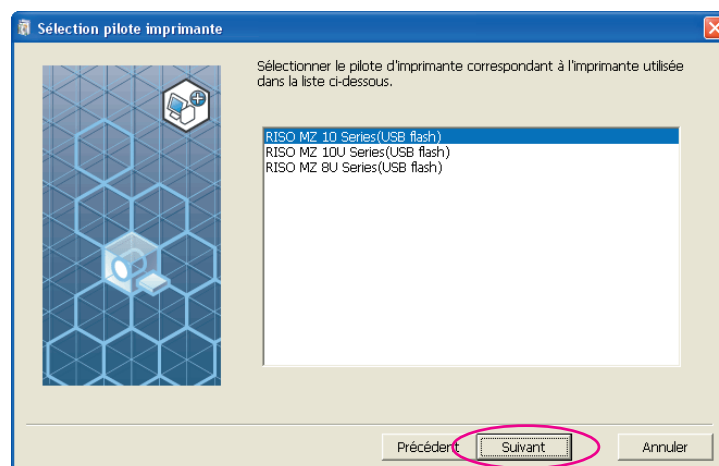 Sélection pilote imprimante
Sélectionner le pilote d'imprimante correspondant à l'imprimante utilisée
dans la liste ci-dessous.
RISO MZ 10 Series(USB flash)
RISO MZ 10U Series(USB flash)
RISO MZ 8U Series(USB flash)
Précédent Suivant Annuler